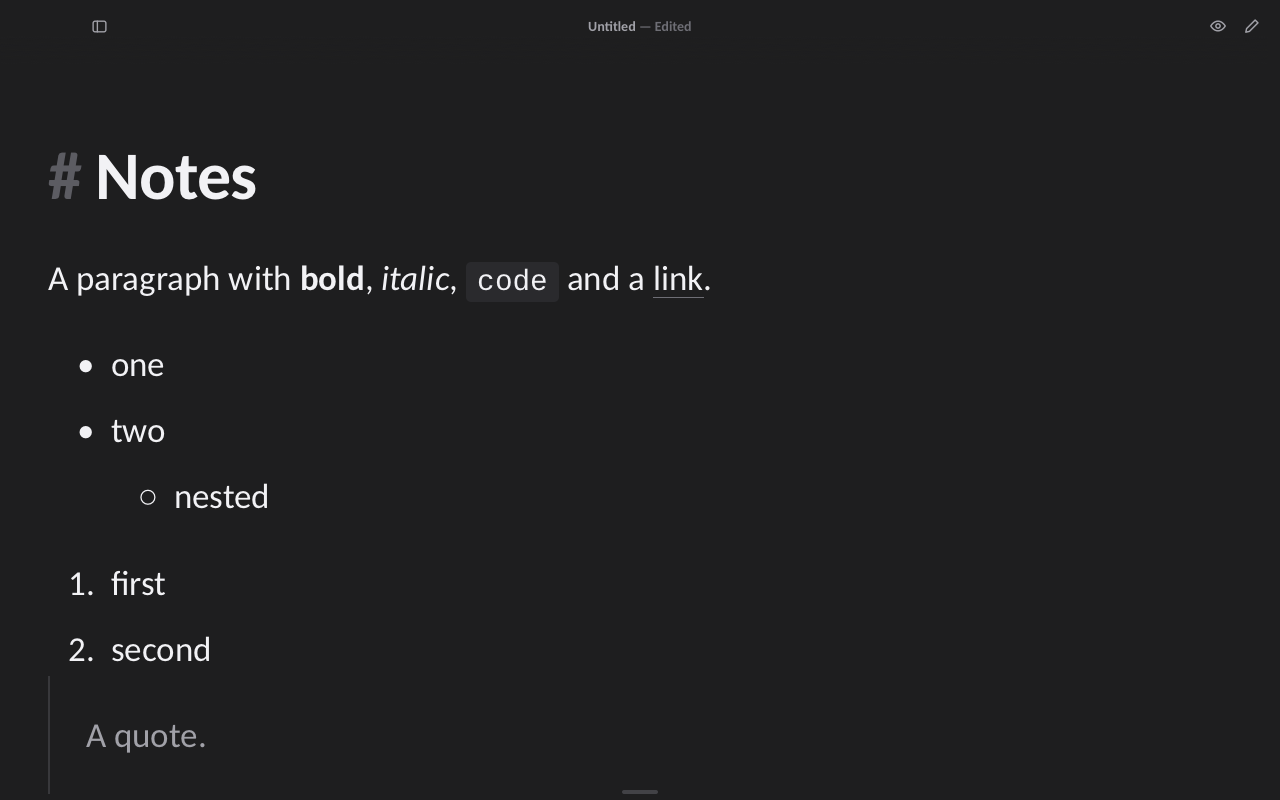 Untitled — Edited
# Notes
A paragraph with bold, italic, code and a link.
• one
• two
○ nested
1. first
2. second
A quote.